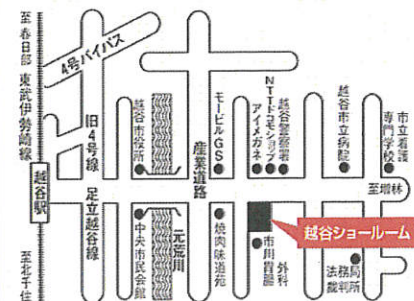 至春日部
東武伊勢崎線
越谷駅
至北千住
4号バイパス
旧4号線
足立越谷線
越谷市役所
中央市民会館
元荒川
産業道路
モービルGS
焼肉味道苑
アイメガネ
NTTドコモショップ
越谷警察署
市川胃腸
外科
越谷市立病院
市立看護
専門学校
至増林
越谷ショールーム
法務局
裁判所